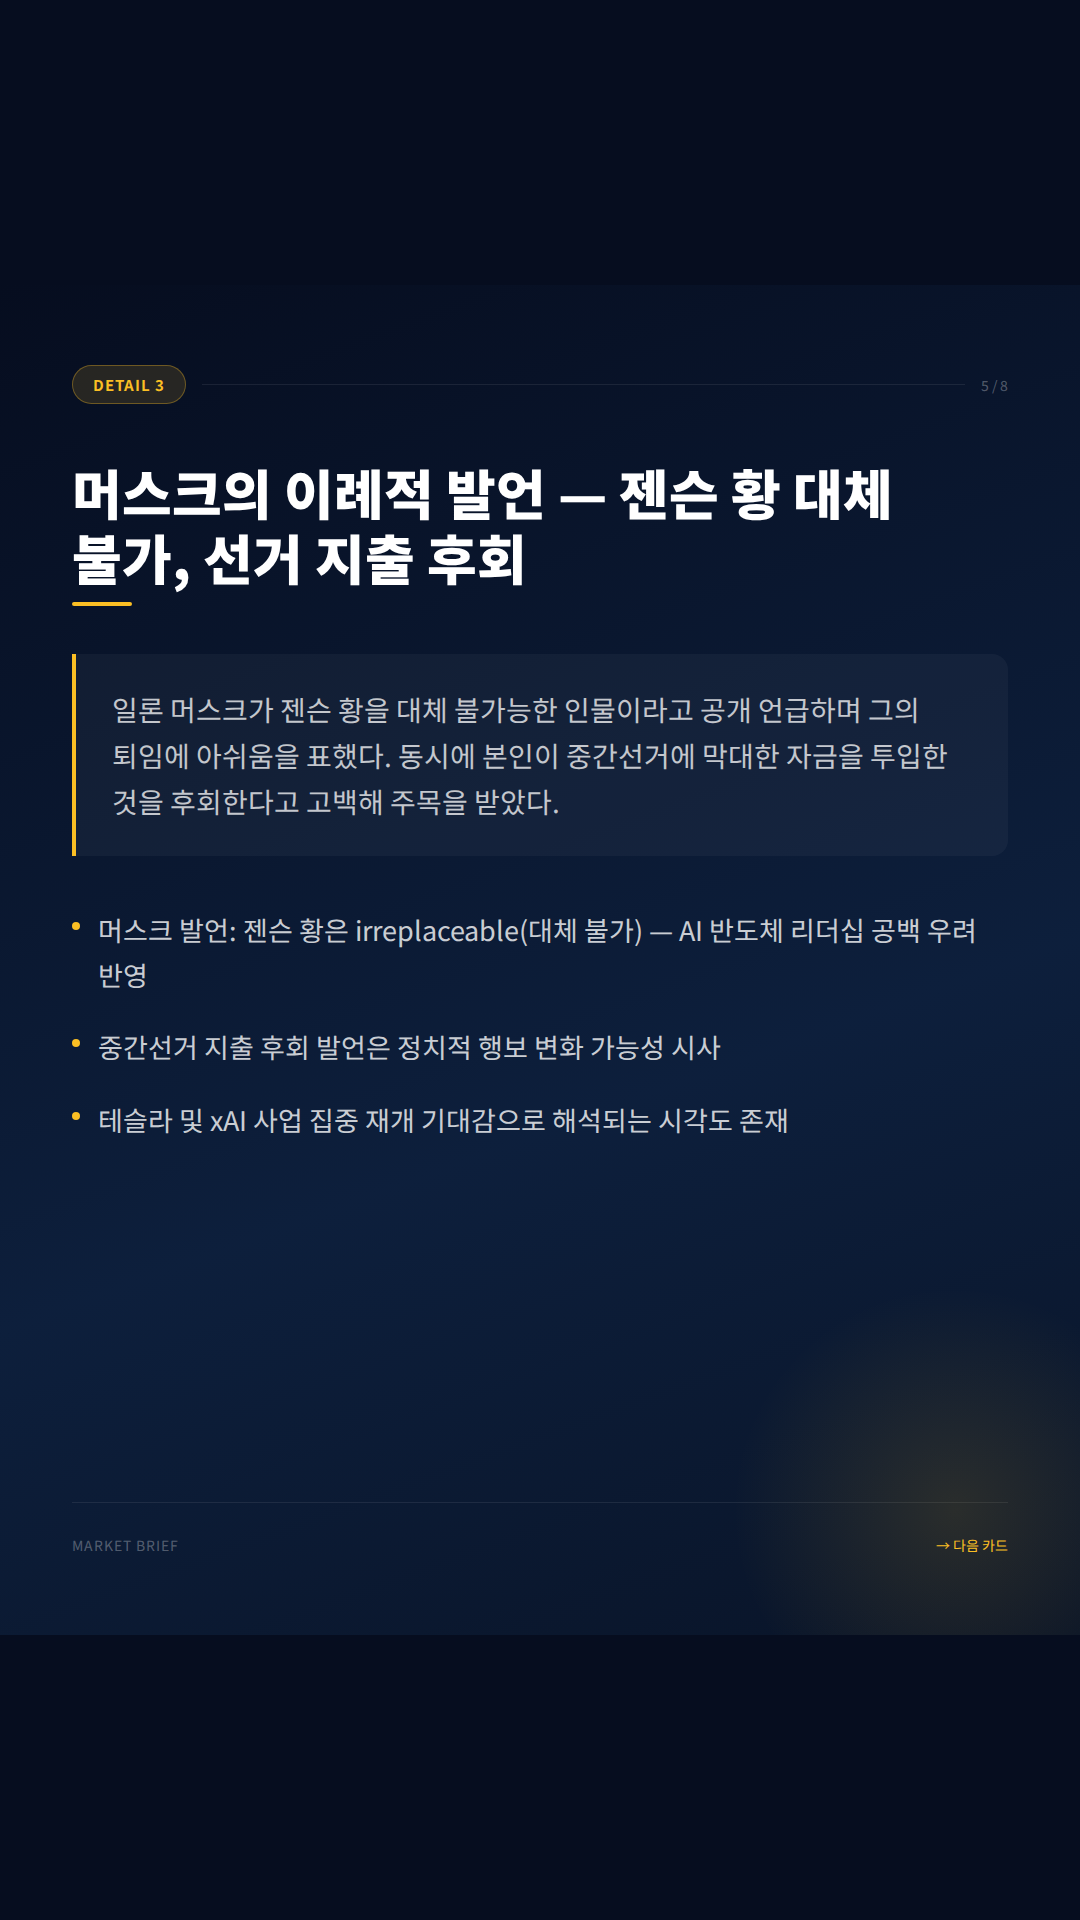 DETAIL 3
5 / 8
머스크의 이례적 발언 — 젠슨 황 대체
불가, 선거 지출 후회
일론 머스크가 젠슨 황을 대체 불가능한 인물이라고 공개 언급하며 그의
퇴임에 아쉬움을 표했다. 동시에 본인이 중간선거에 막대한 자금을 투입한
것을 후회한다고 고백해 주목을 받았다.
• 머스크 발언: 젠슨 황은 irreplaceable(대체 불가) — AI 반도체 리더십 공백 우려
반영
• 중간선거 지출 후회 발언은 정치적 행보 변화 가능성 시사
• 테슬라 및 xAI 사업 집중 재개 기대감으로 해석되는 시각도 존재
MARKET BRIEF
→ 다음 카드